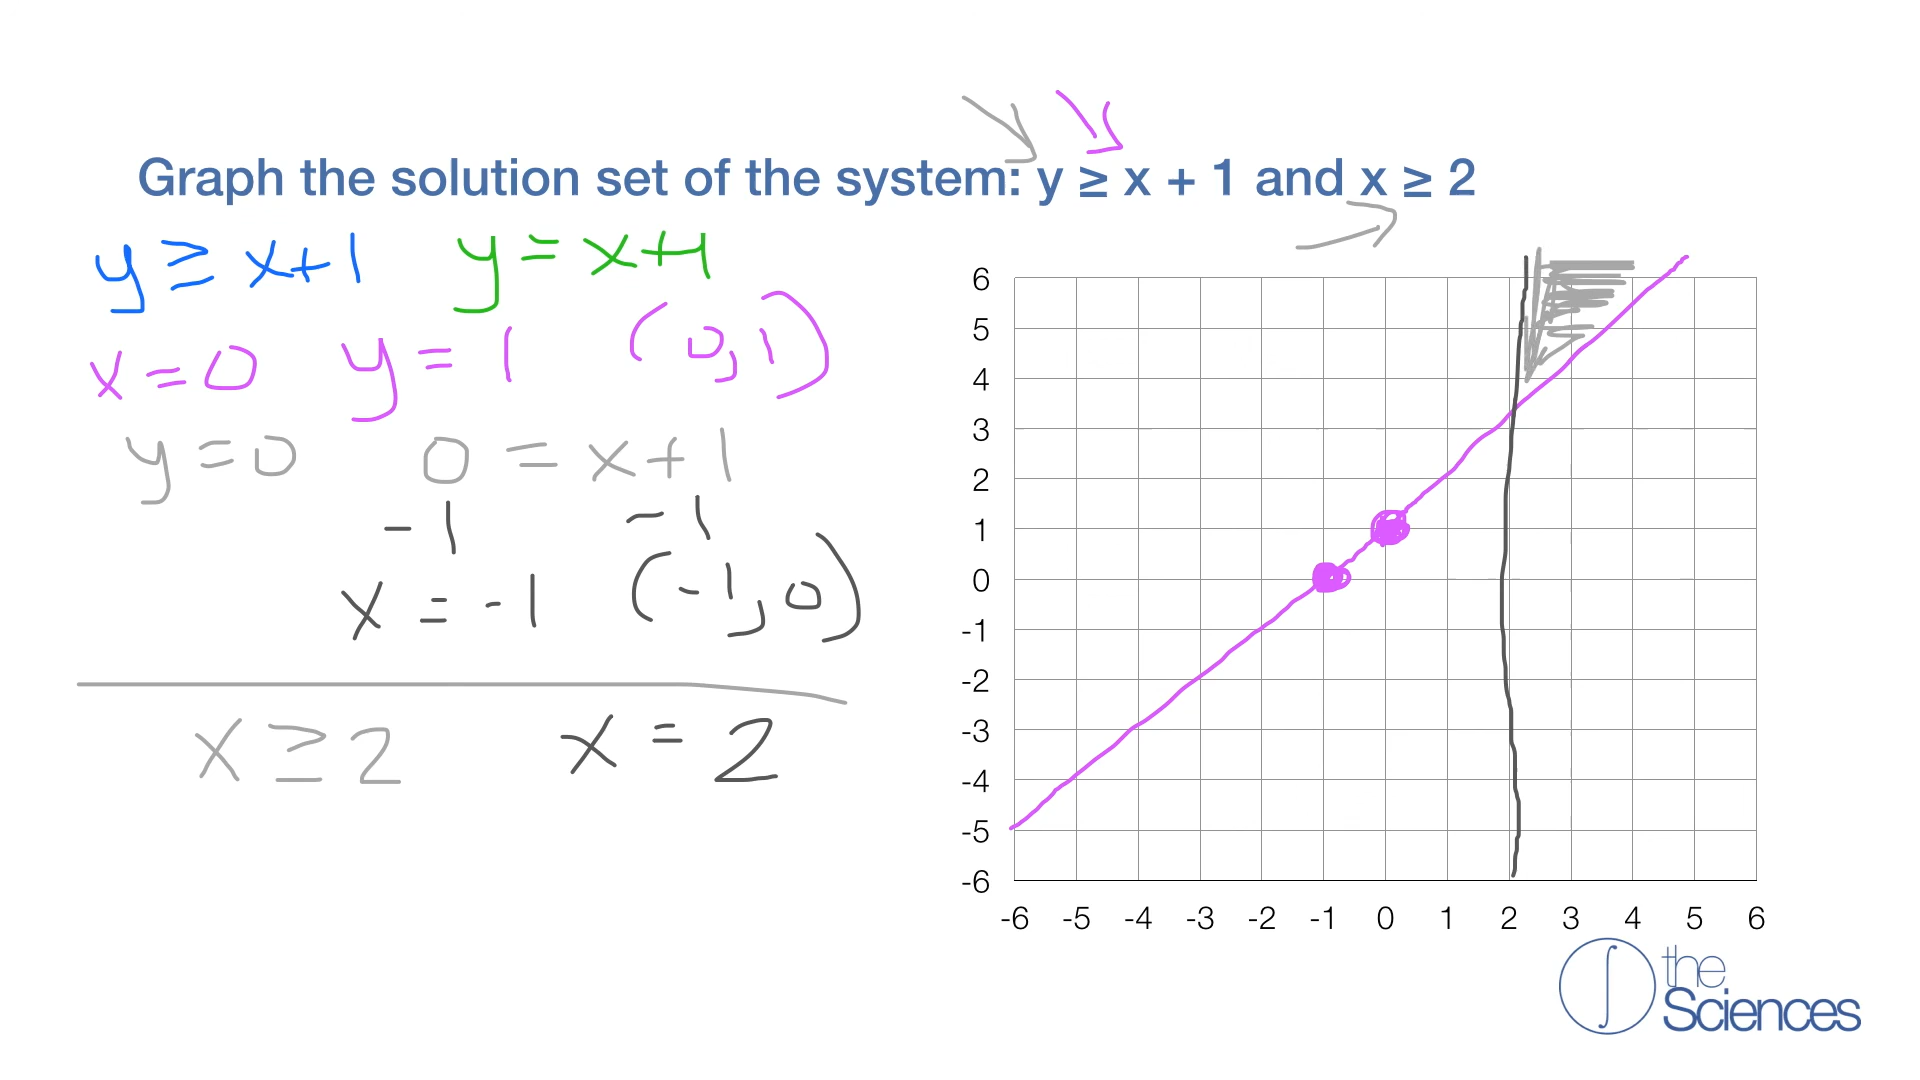 Graph the solution set of the system: y ≥ x + 1 and x ≥ 2
y ≥ x+1 y = x+1
x = 0 y = 1 (0,1)
y = 0 0 = x+1
-1 -1
x = -1 (-1,0)
x ≥ 2 x = 2
6
5
4
3
2
1
0
-1
-2
-3
-4
-5
-6
-6 -5 -4 -3 -2 -1 0 1 2 3 4 5 6
∫ the
Sciences